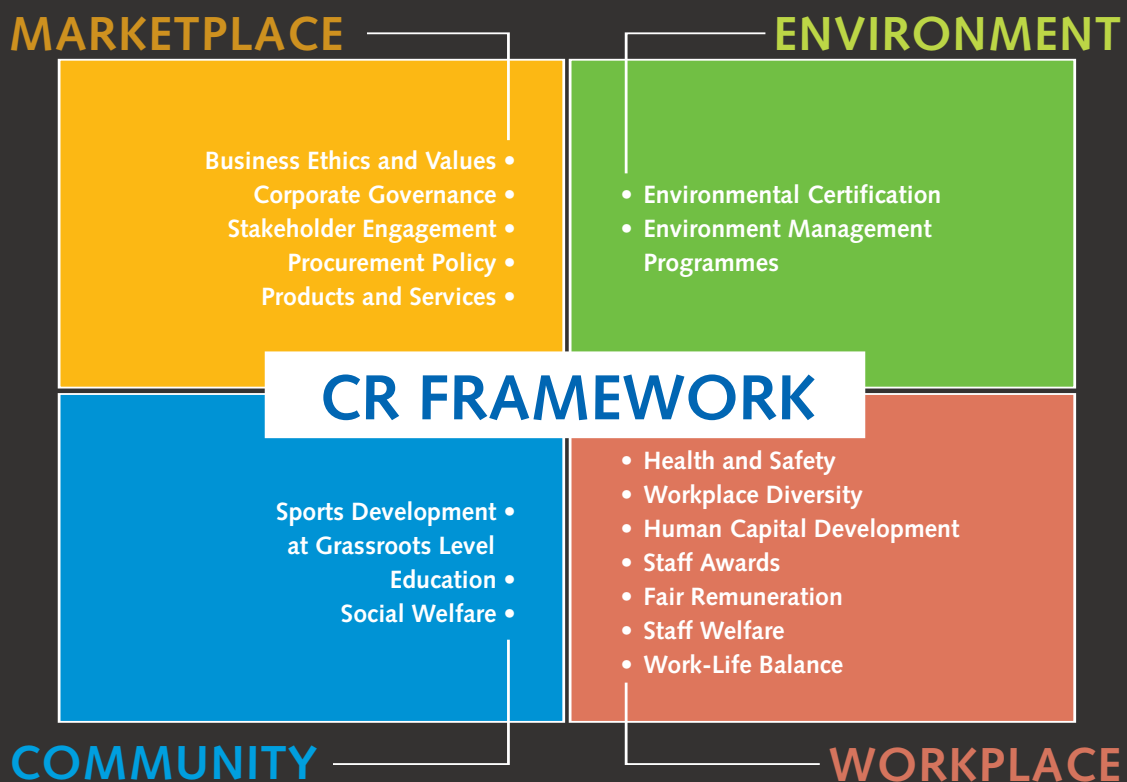 MARKETPLACE
Business Ethics and Values •
Corporate Governance •
Stakeholder Engagement •
Procurement Policy •
Products and Services •
ENVIRONMENT
• Environmental Certification
• Environment Management
Programmes
CR FRAMEWORK
Sports Development •
at Grassroots Level
Education •
Social Welfare •
COMMUNITY
• Health and Safety
• Workplace Diversity
• Human Capital Development
• Staff Awards
• Fair Remuneration
• Staff Welfare
• Work-Life Balance
WORKPLACE